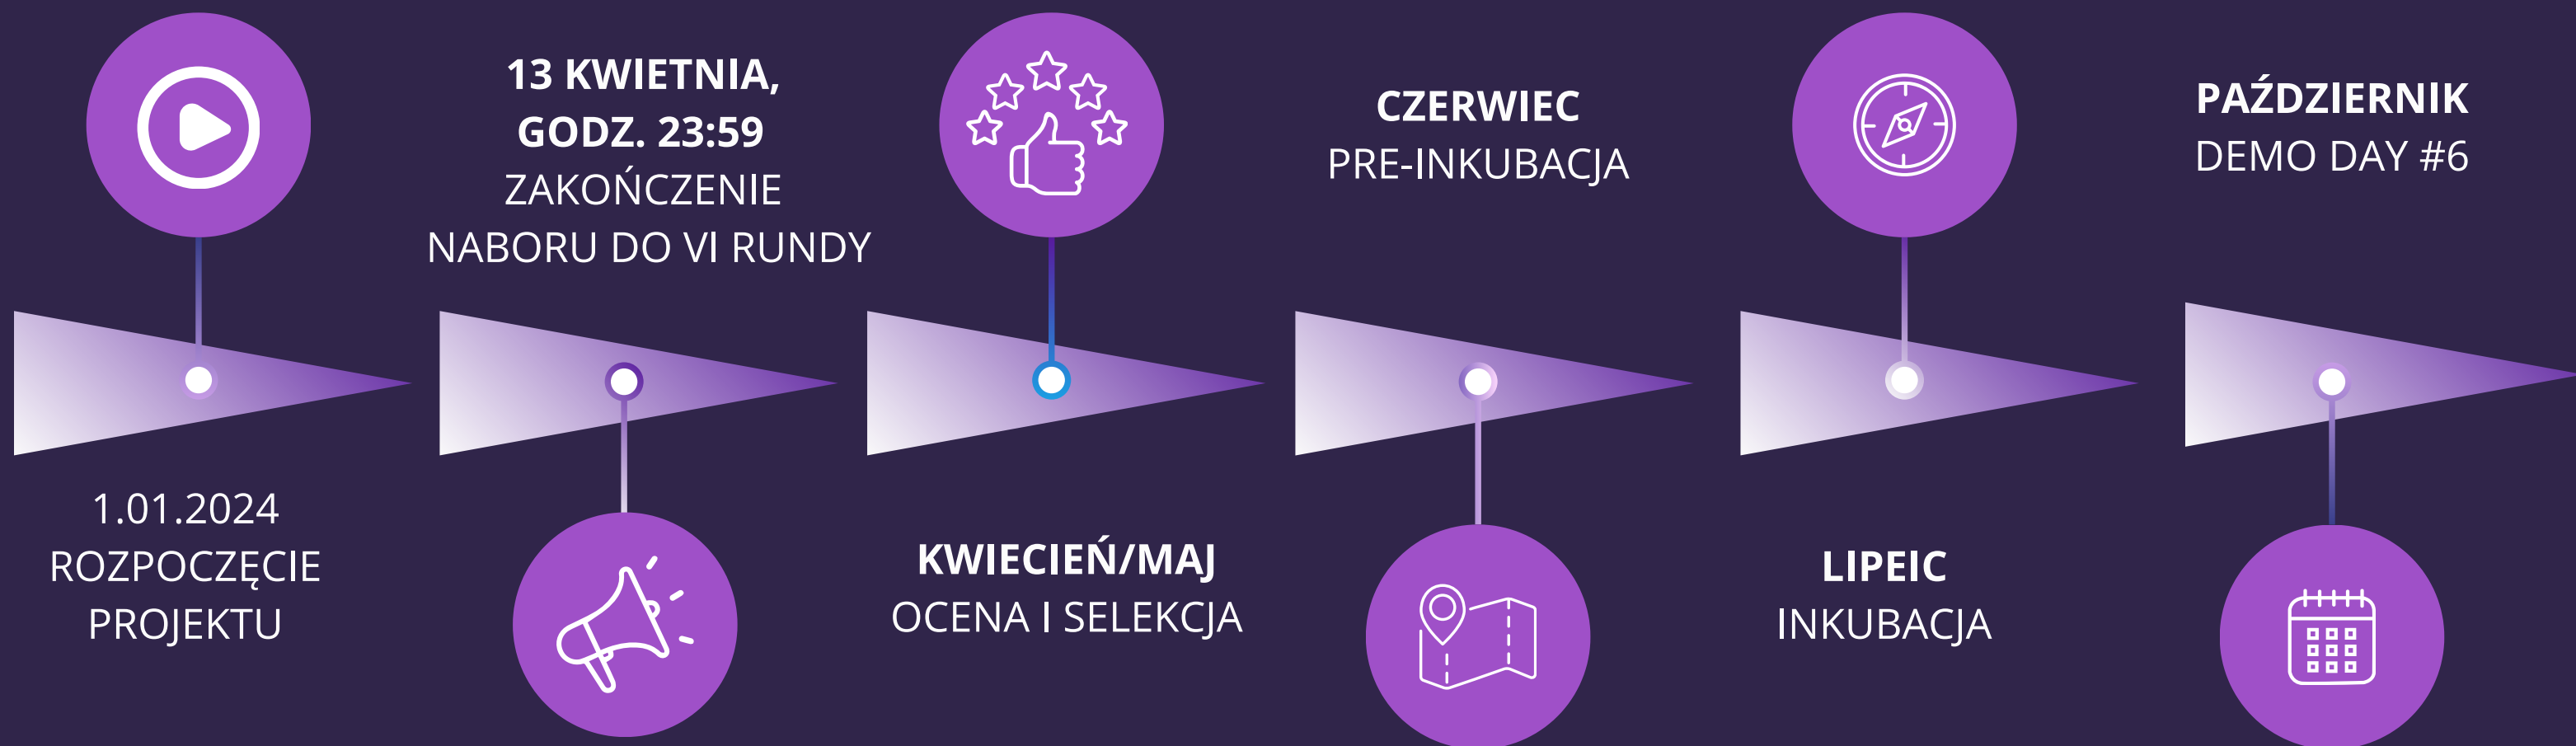 1.01.2024
ROZPOCZĘCIE
PROJEKTU
13 KWIETNIA,
GODZ. 23:59
ZAKOŃCZENIE
NABORU DO VI RUNDY
KWIECIEŃ/MAJ
OCENA I SELEKCJA
CZERWIEC
PRE-INKUBACJA
LIPEIC
INKUBACJA
PAŹDZIERNIK
DEMO DAY #6